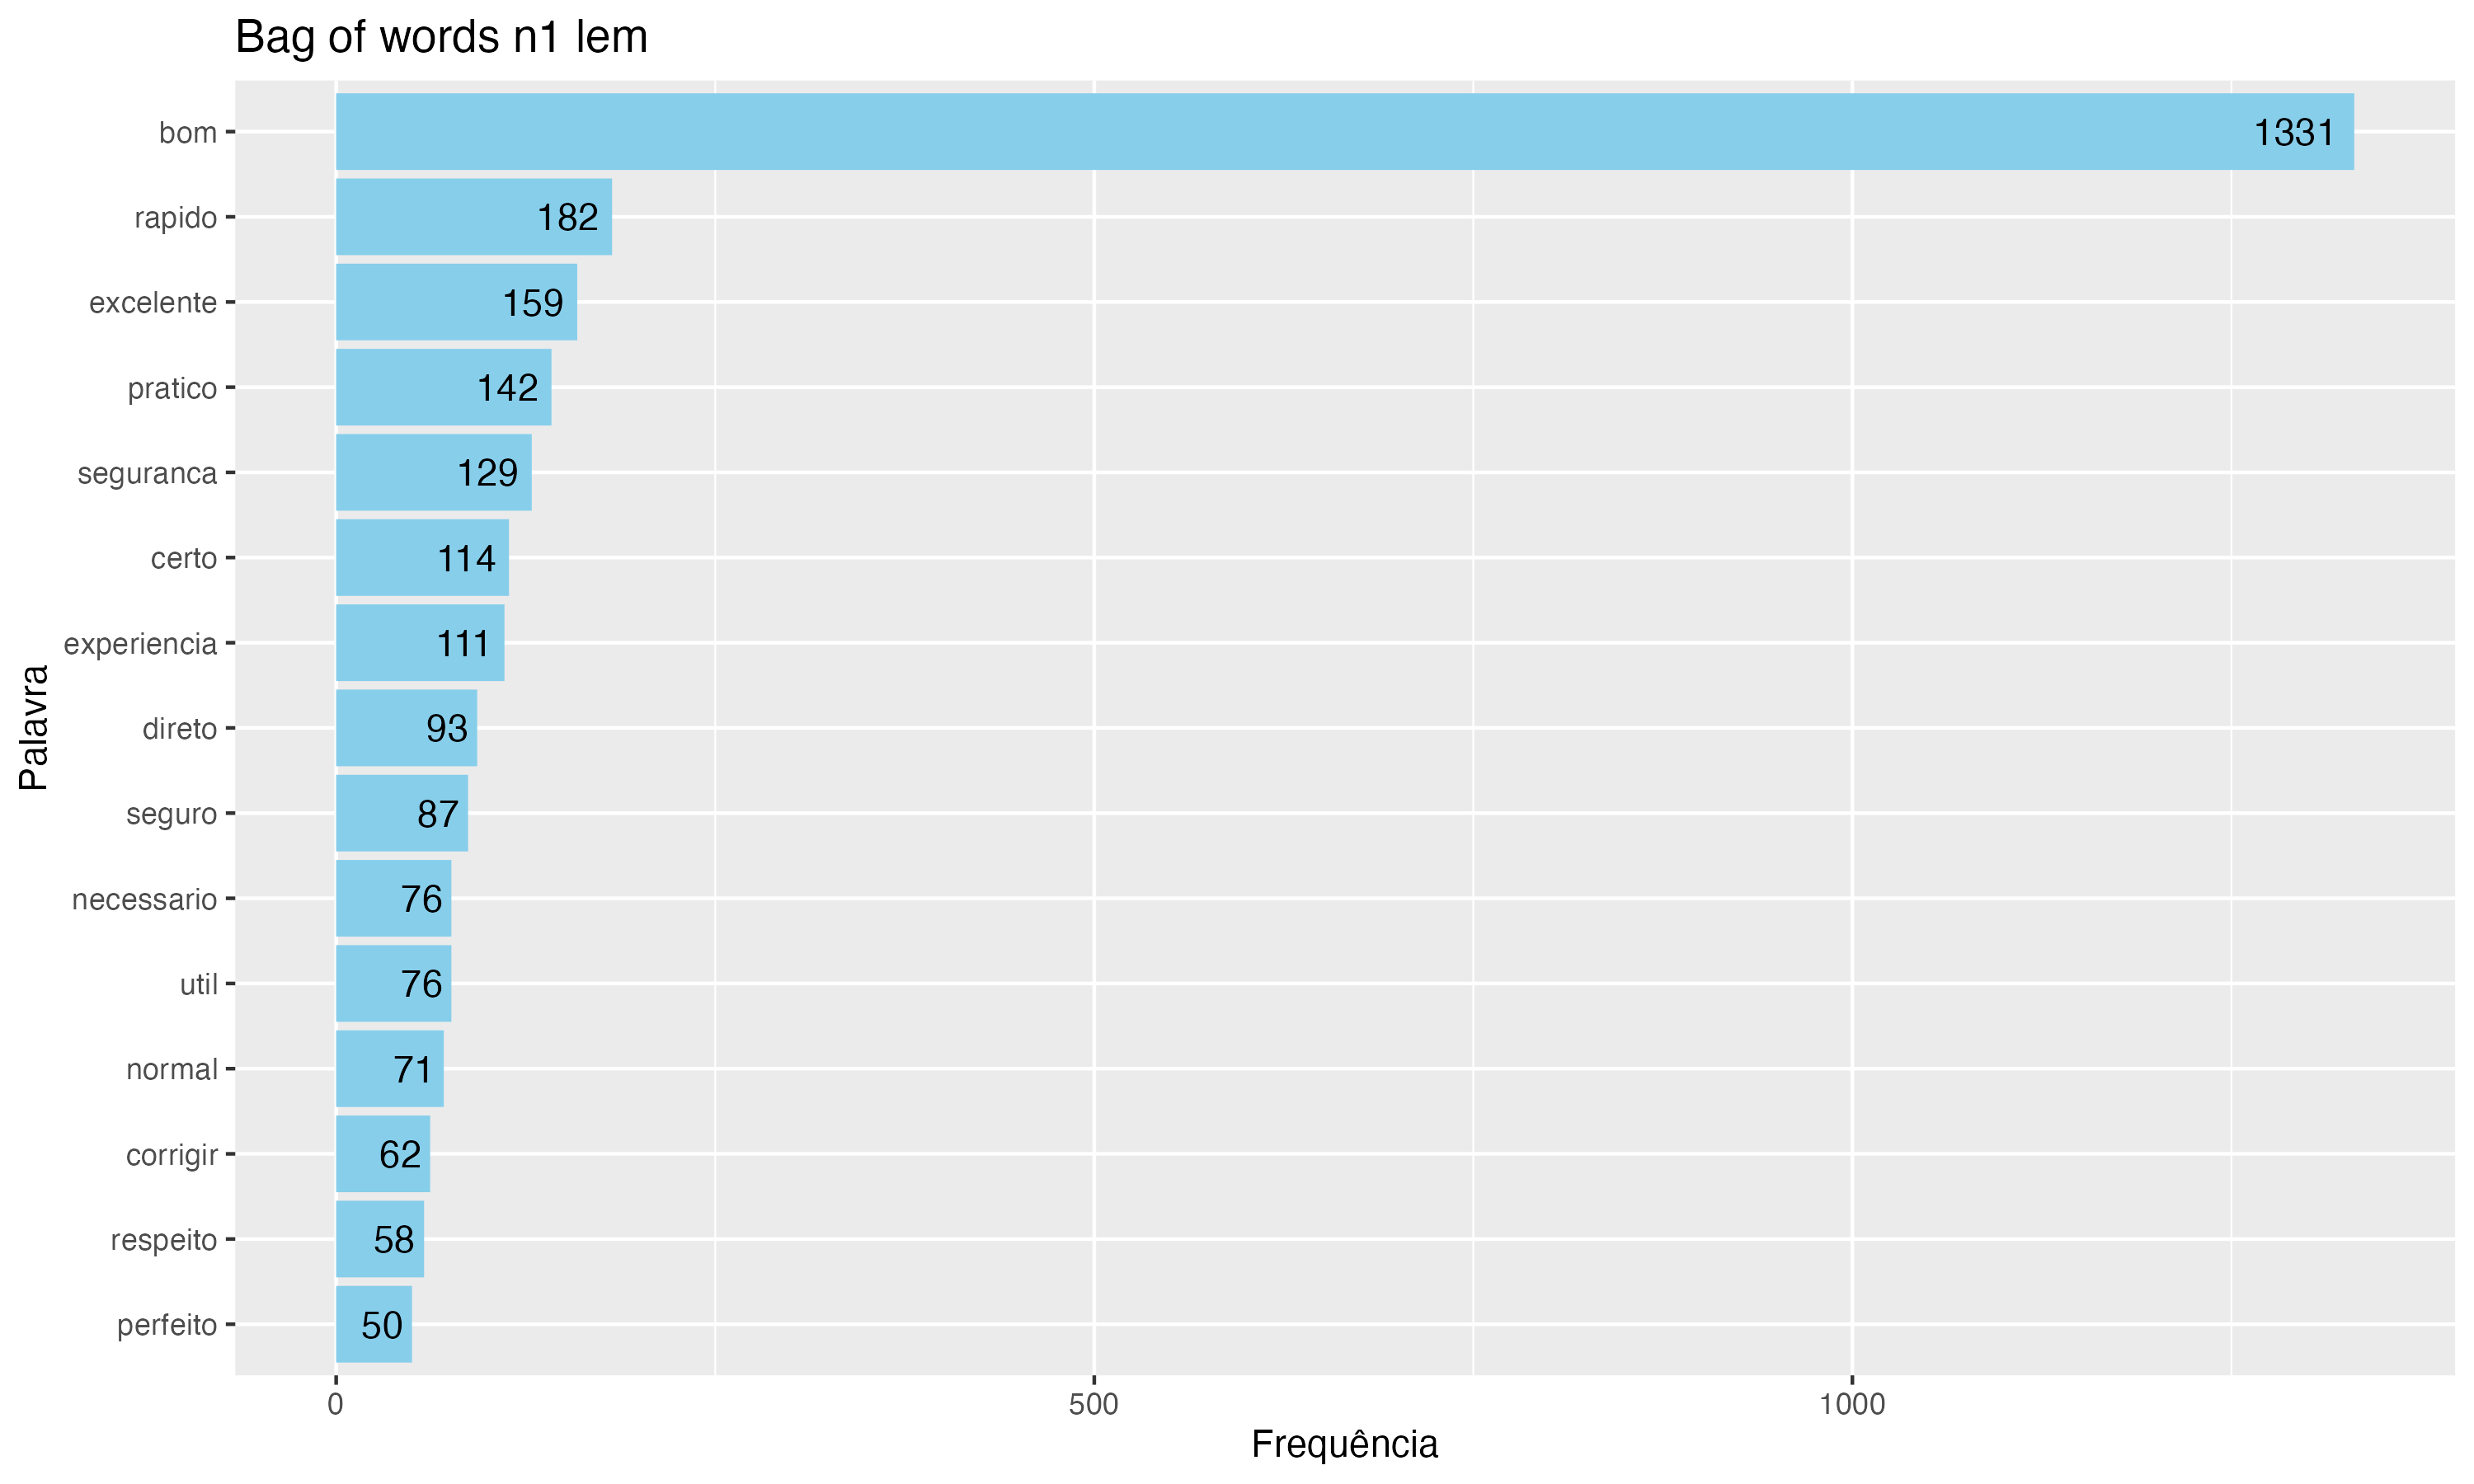 Bag of words n1 lem
Palavra
bom 1331
rapido 182
excelente 159
pratico 142
seguranca 129
certo 114
experiencia 111
direto 93
seguro 87
necessario 76
util 76
normal 71
corrigir 62
respeito 58
perfeito 50
0 500 1000
Frequência